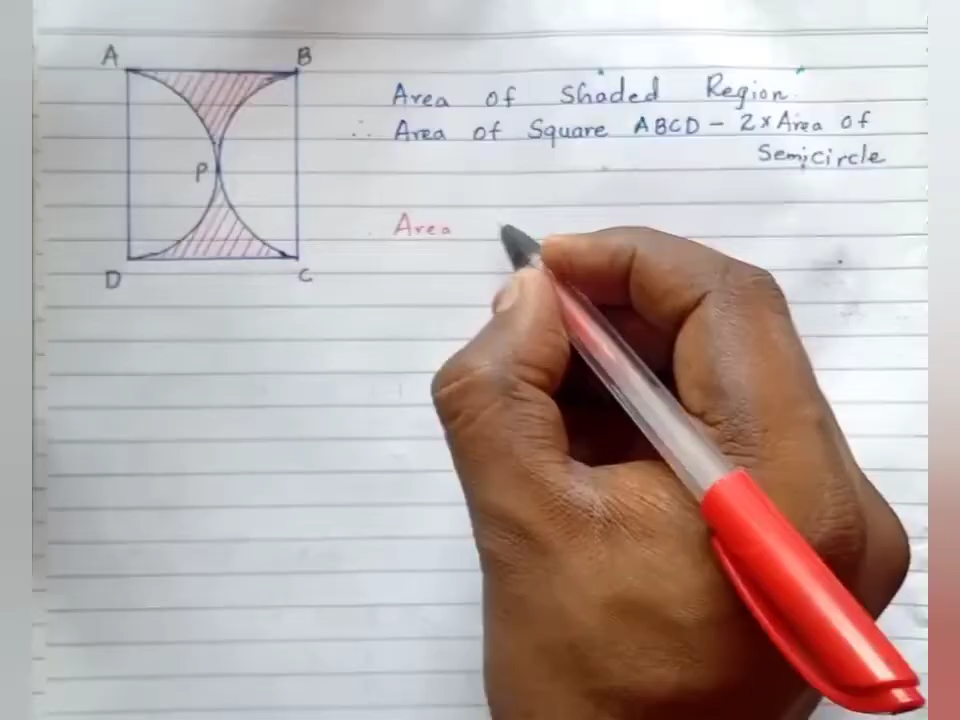 A B
Area of Shaded Region
∴ Area of Square ABCD - 2 × Area of
Semicircle
P
Area
D C